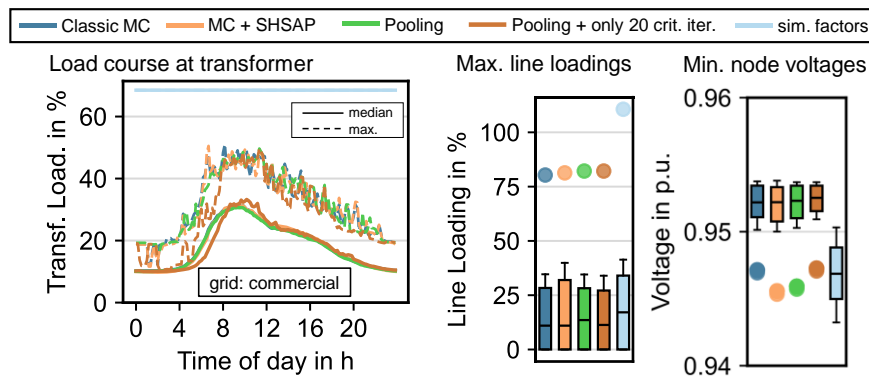 Classic MC MC + SHSAP Pooling Pooling + only 20 crit. iter. sim. factors
Load course at transformer
Transf. Load. in %
60
40
20
0
median
max.
grid: commercial
0 4 8 12 16 20
Time of day in h
Max. line loadings
Line Loading in %
100
75
50
25
0
Min. node voltages
Voltage in p.u.
0.96
0.95
0.94